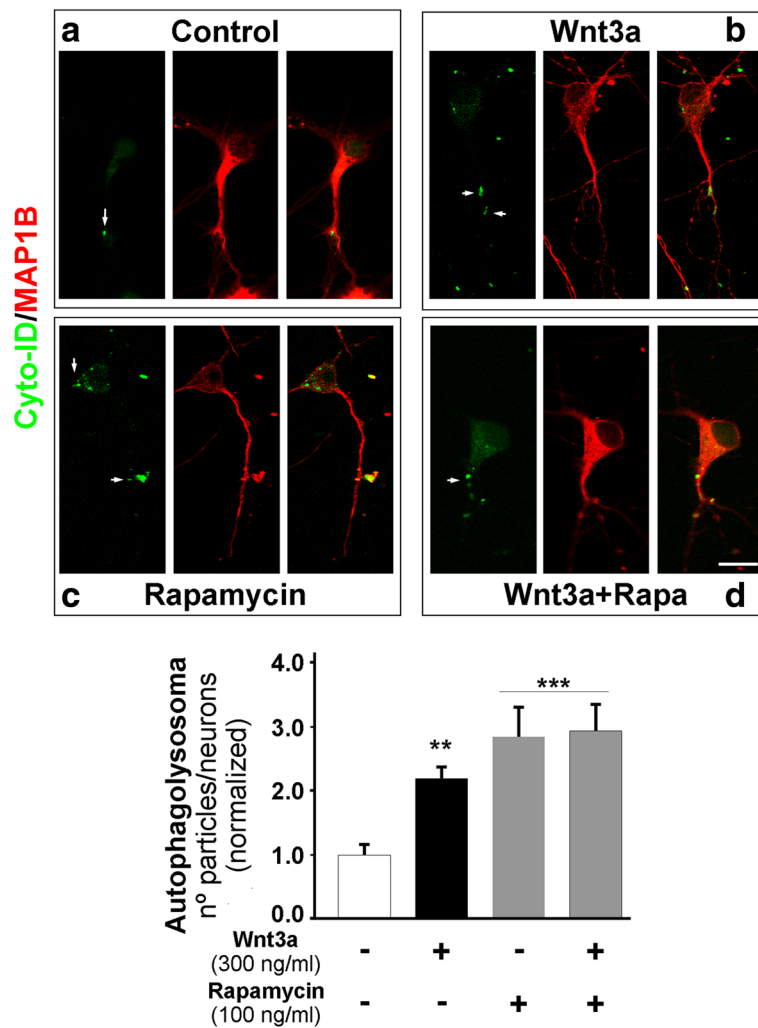 a Control
Wnt3a b
Cyto-ID/MAP1B
c Rapamycin
Wnt3a+Rapa d
Autophagolysosoma
nº particles/neurons
(normalized)
4.0
3.0
2.0
1.0
0.0
**
***
Wnt3a - + - +
(300 ng/ml)
Rapamycin - - + +
(100 ng/ml)